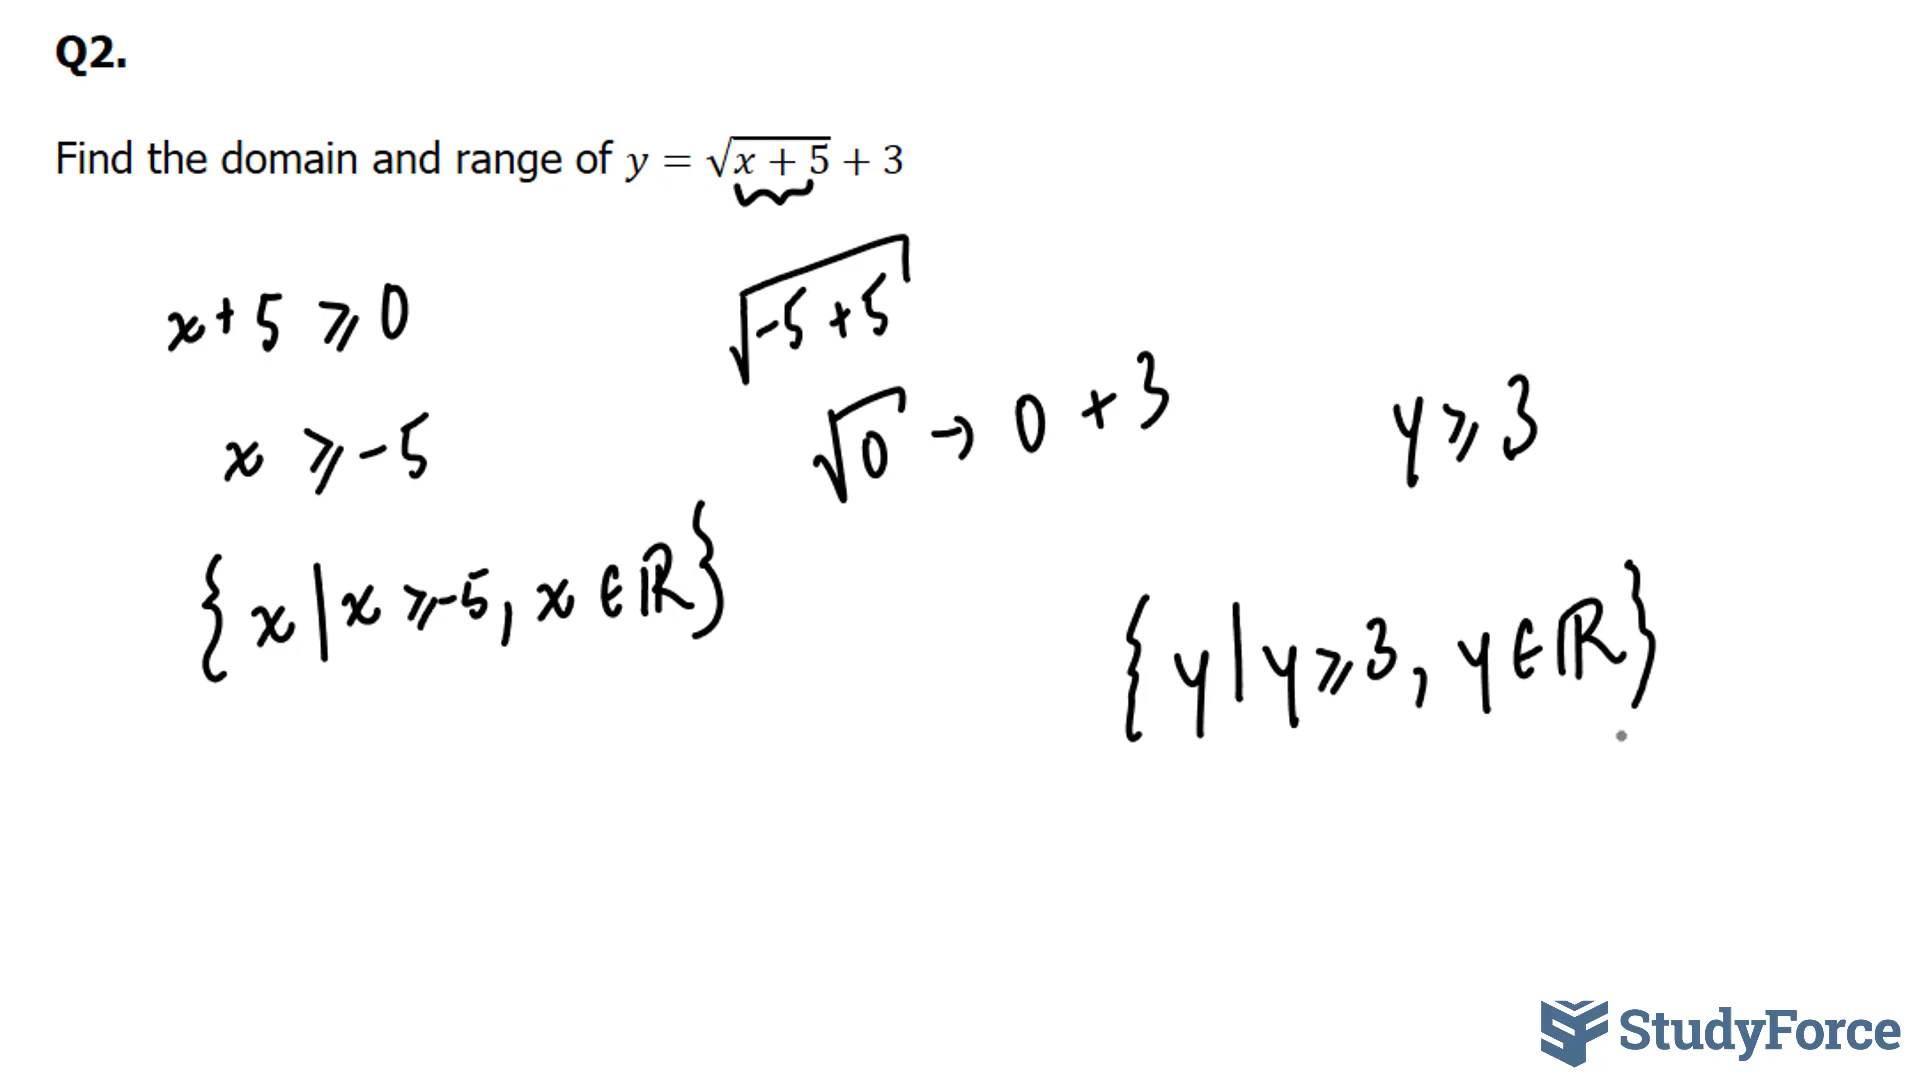 Q2.
Find the domain and range of y = √x + 5 + 3
x + 5 ⩾ 0
√-5 + 5
x ⩾ -5
√0 → 0 + 3
y ⩾ 3
{x | x ⩾ -5, x ∈ ℝ}
{y | y ⩾ 3, y ∈ ℝ}
StudyForce